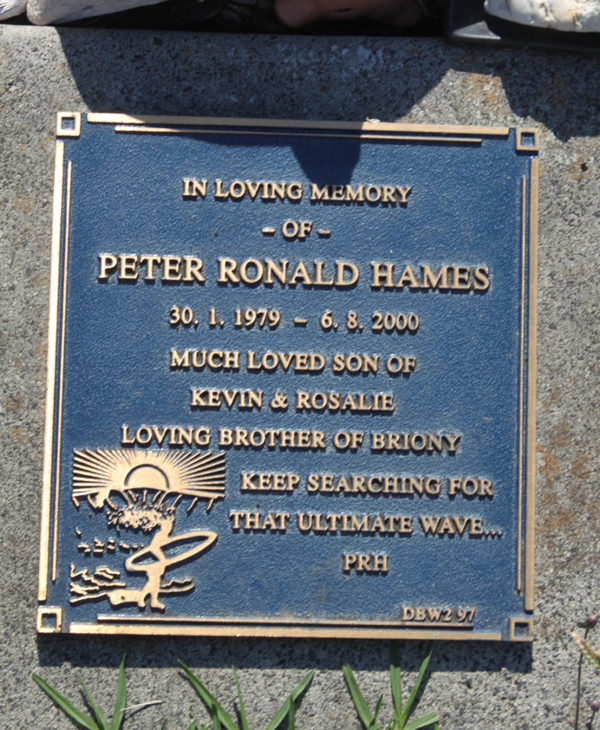 IN LOVING MEMORY
– OF –
PETER RONALD HAMES
30. 1. 1979 – 6. 8. 2000
MUCH LOVED SON OF
KEVIN & ROSALIE
LOVING BROTHER OF BRIONY
KEEP SEARCHING FOR
THAT ULTIMATE WAVE...
PRH
DBW2 97